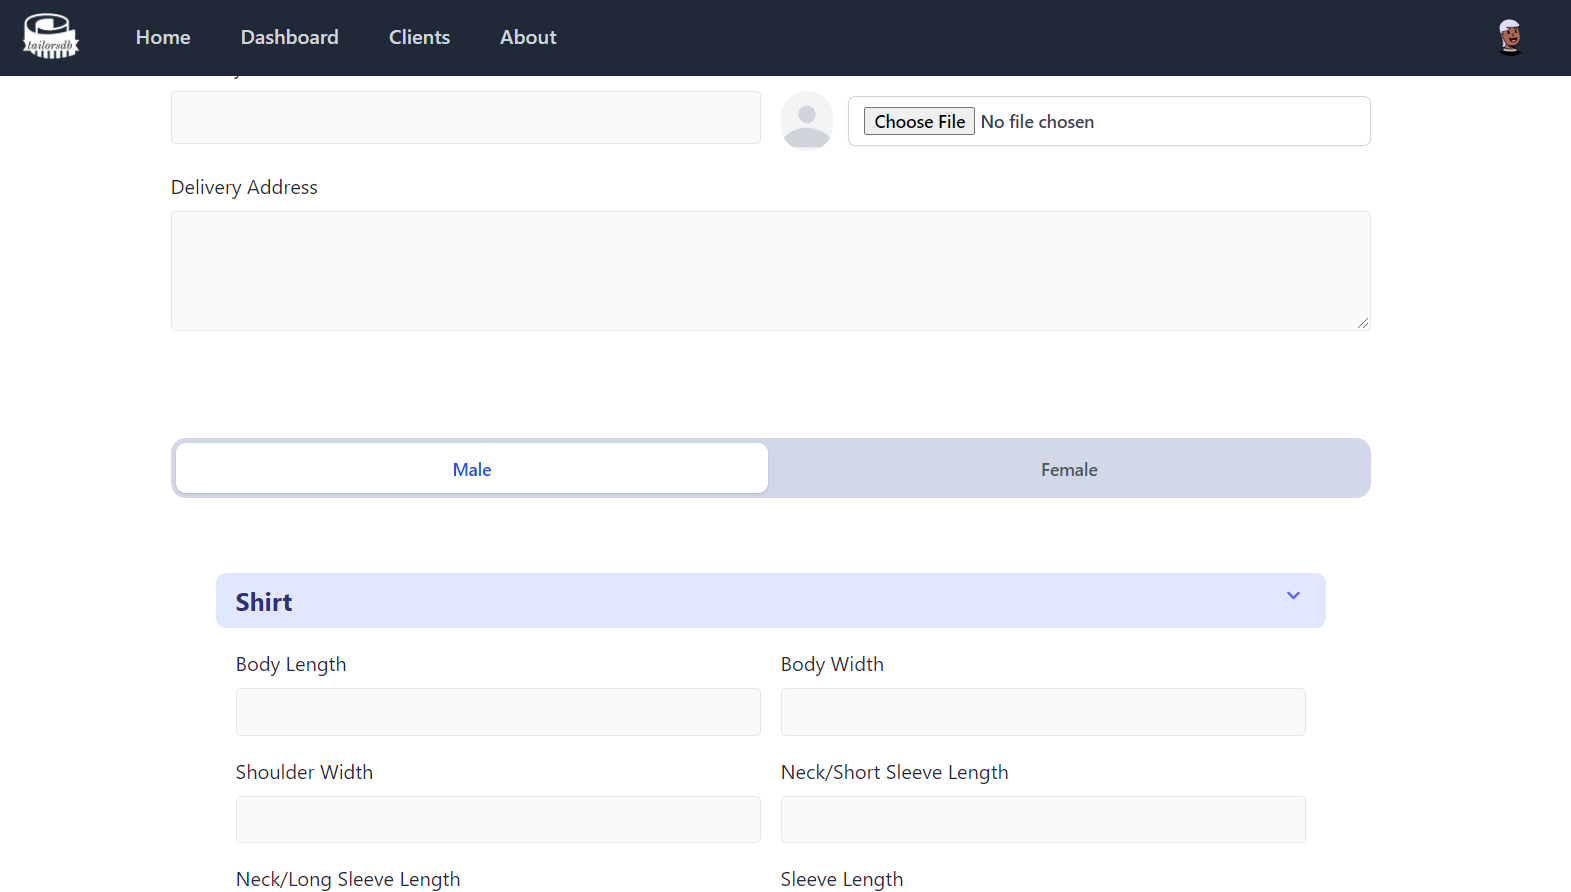 tailorsdb
Home Dashboard Clients About
Choose File No file chosen
Delivery Address
Male Female
Shirt
Body Length Body Width
Shoulder Width Neck/Short Sleeve Length
Neck/Long Sleeve Length Sleeve Length